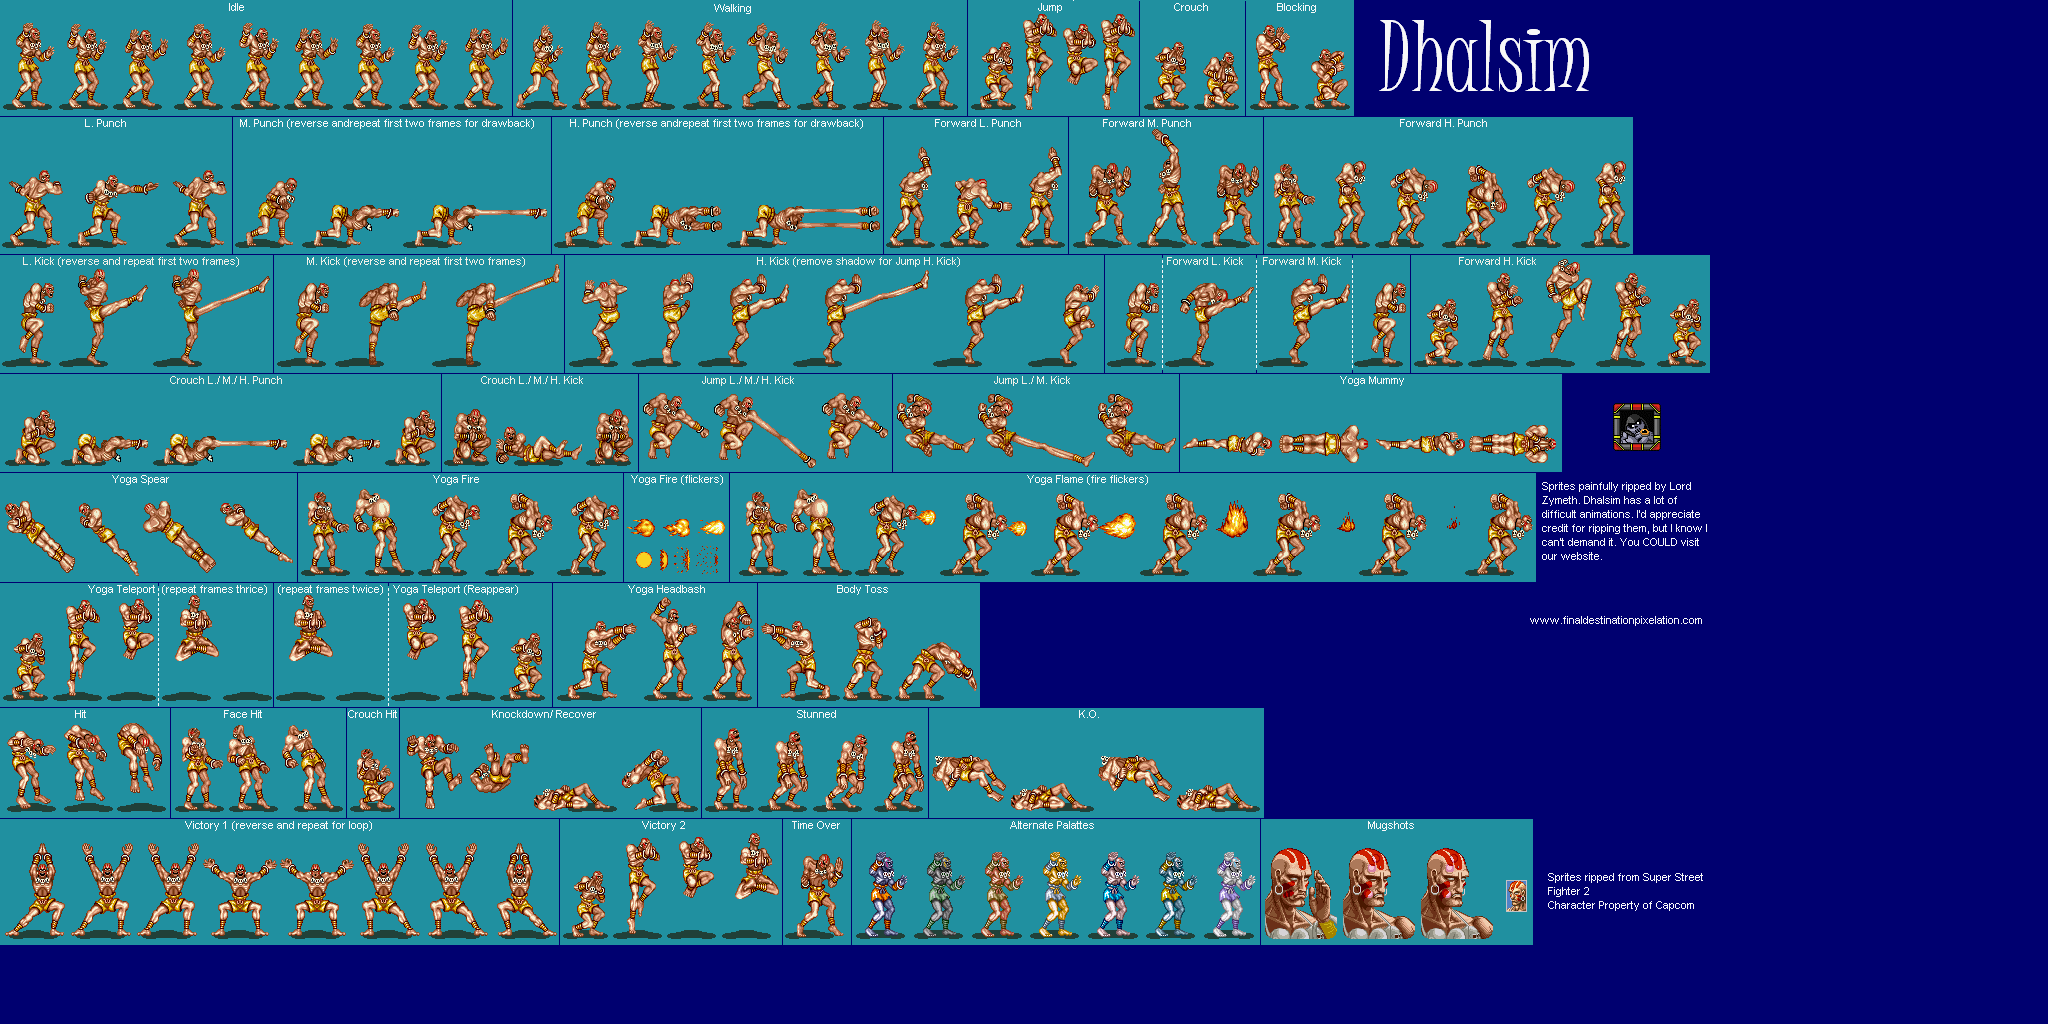 Idle
Walking
Jump
Crouch
Blocking
Dhalsim
L. Punch
M. Punch (reverse andrepeat first two frames for drawback)
H. Punch (reverse andrepeat first two frames for drawback)
Forward L. Punch
Forward M. Punch
Forward H. Punch
L. Kick (reverse and repeat first two frames)
M. Kick (reverse and repeat first two frames)
H. Kick (remove shadow for Jump H. Kick)
Forward L. Kick
Forward M. Kick
Forward H. Kick
Crouch L./ M./ H. Punch
Crouch L./ M./ H. Kick
Jump L./ M./ H. Kick
Jump L./ M. Kick
Yoga Mummy
Yoga Spear
Yoga Fire
Yoga Fire (flickers)
Yoga Flame (fire flickers)
Sprites painfully ripped by Lord
Zymeth. Dhalsim has a lot of
difficult animations. I'd appreciate
credit for ripping them, but I know I
can't demand it. You COULD visit
our website.
Yoga Teleport (repeat frames thrice)
(repeat frames twice) Yoga Teleport (Reappear)
Yoga Headbash
Body Toss
www.finaldestinationpixelation.com
Hit
Face Hit
Crouch Hit
Knockdown/ Recover
Stunned
K.O.
Victory 1 (reverse and repeat for loop)
Victory 2
Time Over
Alternate Palattes
Mugshots
Sprites ripped from Super Street
Fighter 2
Character Property of Capcom